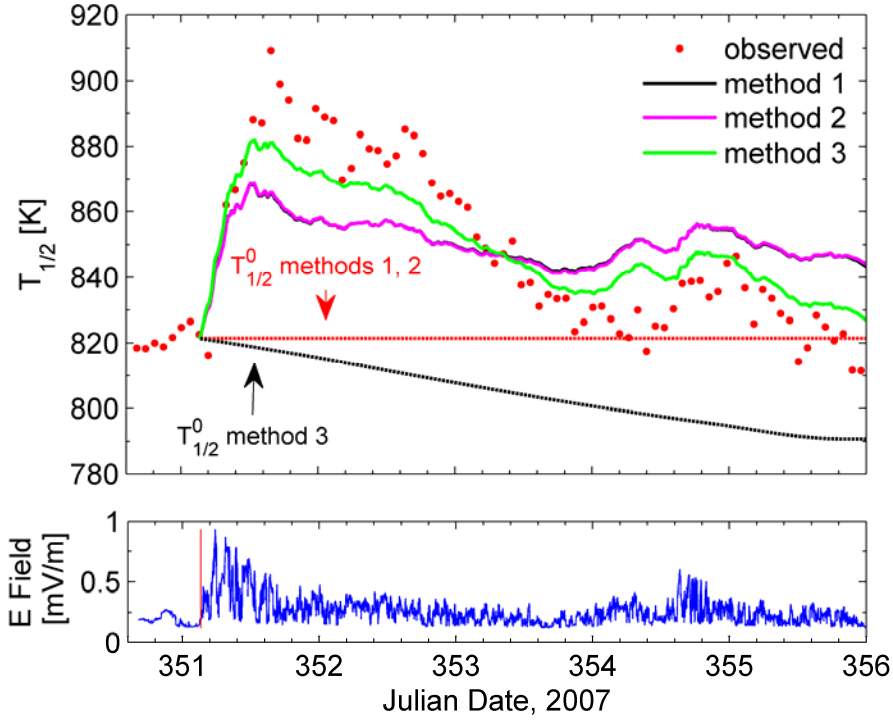 920
900
880
860
840
820
800
780
T1/2 [K]
observed
method 1
method 2
method 3
T0 1/2 methods 1, 2
T0 1/2 method 3
1
0.5
0
E Field
[mV/m]
351
352
353
354
355
356
Julian Date, 2007